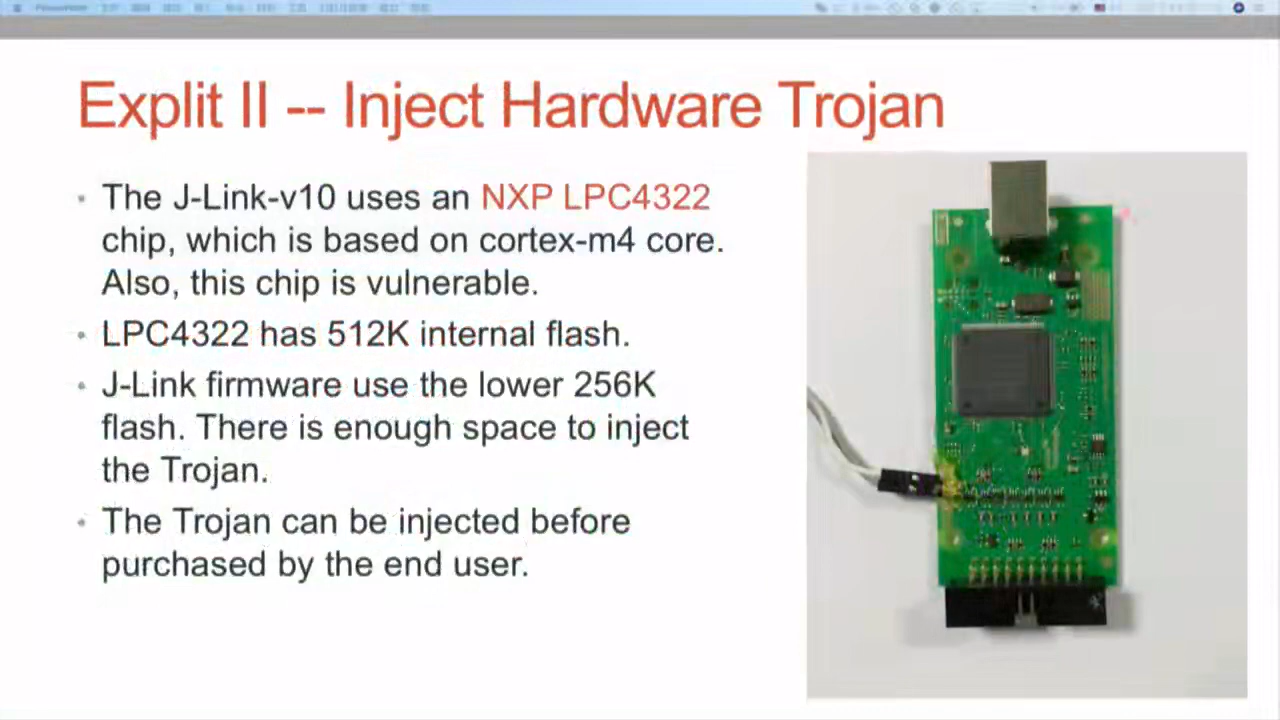 Explit II -- Inject Hardware Trojan
• The J-Link-v10 uses an NXP LPC4322
chip, which is based on cortex-m4 core.
Also, this chip is vulnerable.
• LPC4322 has 512K internal flash.
• J-Link firmware use the lower 256K
flash. There is enough space to inject
the Trojan.
• The Trojan can be injected before
purchased by the end user.